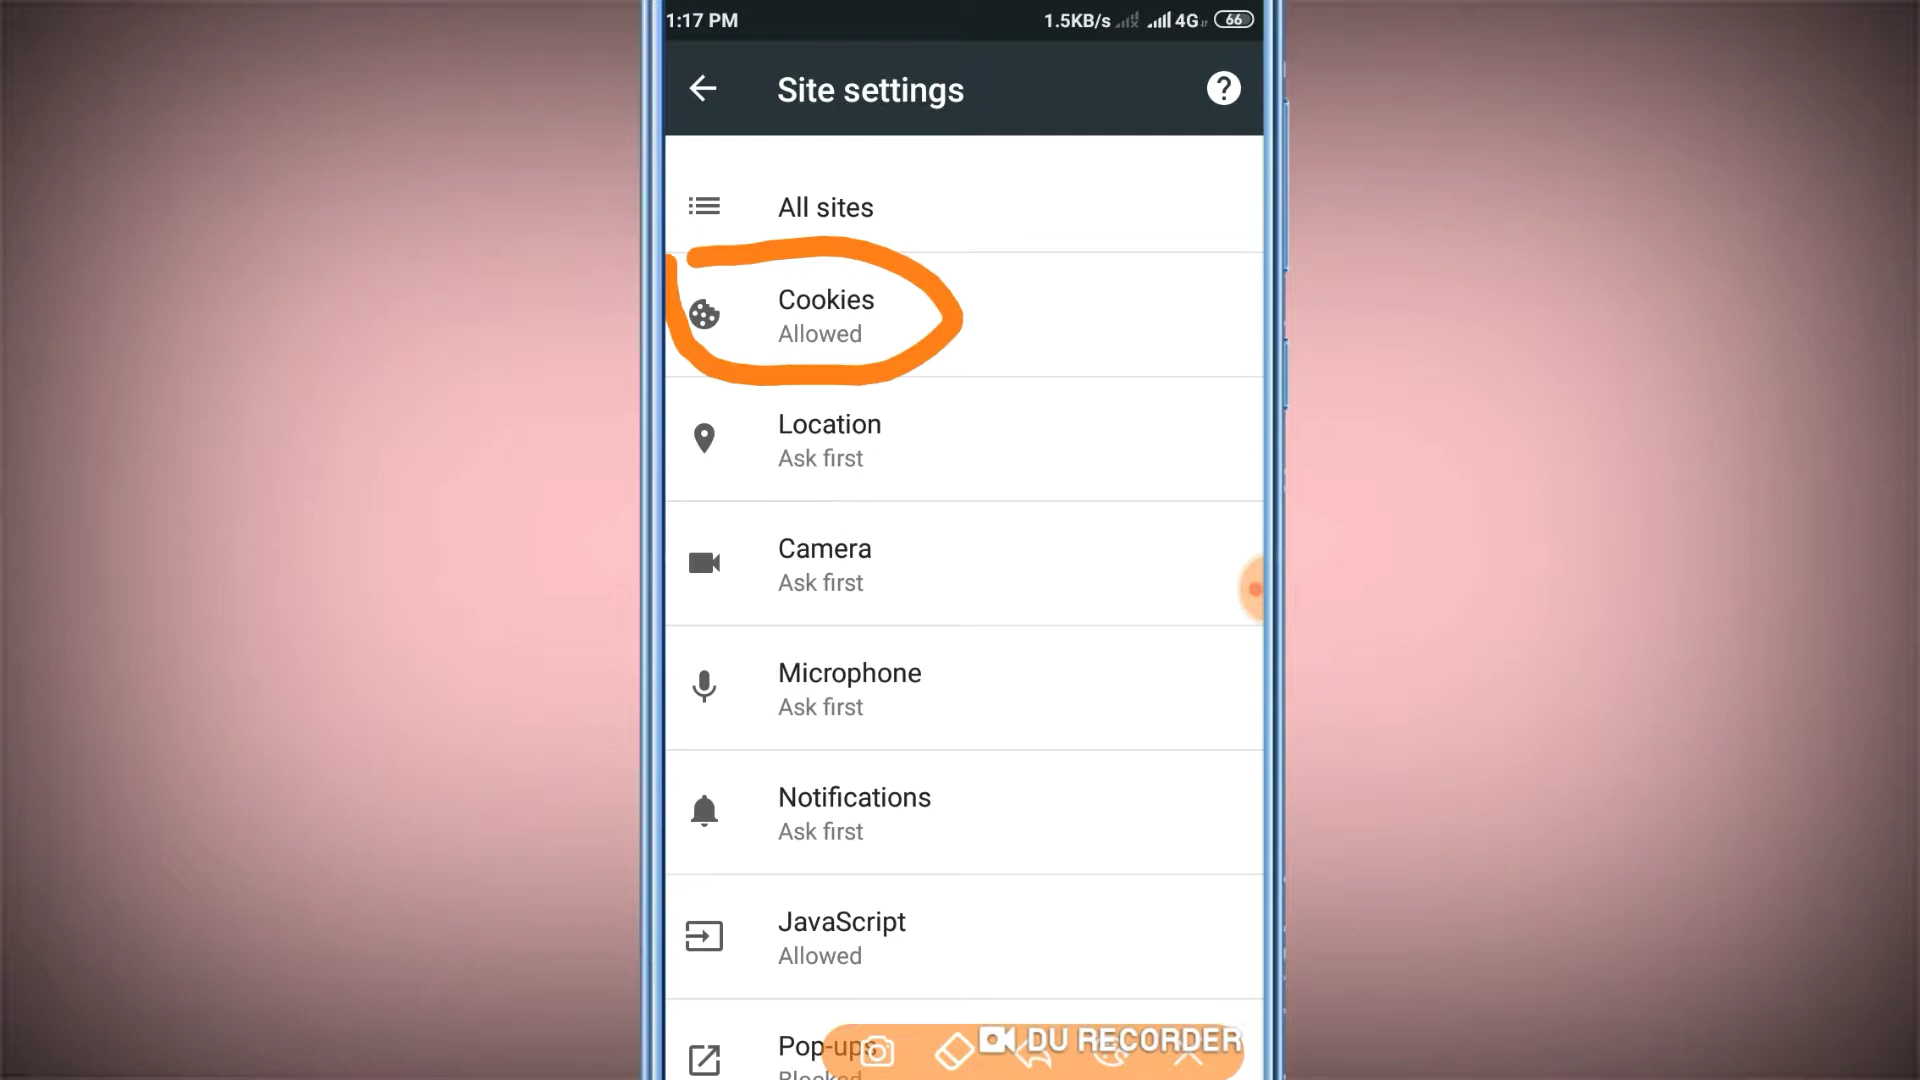 1:17 PM 1.5KB/s 4G 66
Site settings
All sites
Cookies
Allowed
Location
Ask first
Camera
Ask first
Microphone
Ask first
Notifications
Ask first
JavaScript
Allowed
Pop-ups
DU RECORDER
Blocked